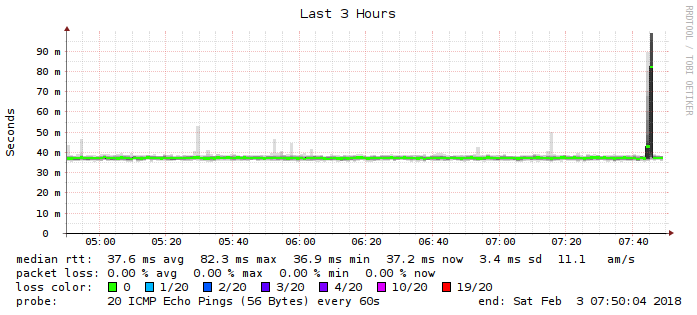 Last 3 Hours
RRDTOOL / TOBI OETIKER
Seconds
90 m
80 m
70 m
60 m
50 m
40 m
30 m
20 m
10 m
0
05:00 05:20 05:40 06:00 06:20 06:40 07:00 07:20 07:40
median rtt: 37.6 ms avg 82.3 ms max 36.9 ms min 37.2 ms now 3.4 ms sd 11.1 am/s
packet loss: 0.00 % avg 0.00 % max 0.00 % min 0.00 % now
loss color: 0 1/20 2/20 3/20 4/20 10/20 19/20
probe: 20 ICMP Echo Pings (56 Bytes) every 60s end: Sat Feb 3 07:50:04 2018